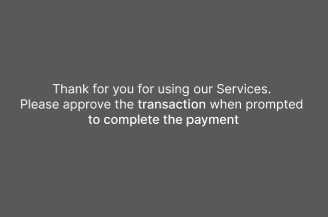 Thank for you for using our Services.
Please approve the transaction when prompted
to complete the payment